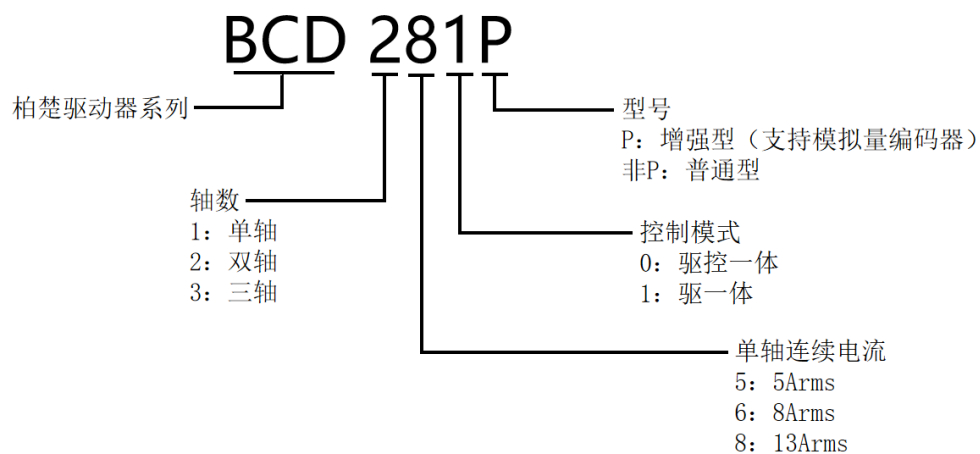 BCD 281P
柏楚驱动器系列
型号
P：增强型（支持模拟量编码器）
非P：普通型
轴数
1：单轴
2：双轴
3：三轴
控制模式
0：驱控一体
1：驱一体
单轴连续电流
5：5Arms
6：8Arms
8：13Arms